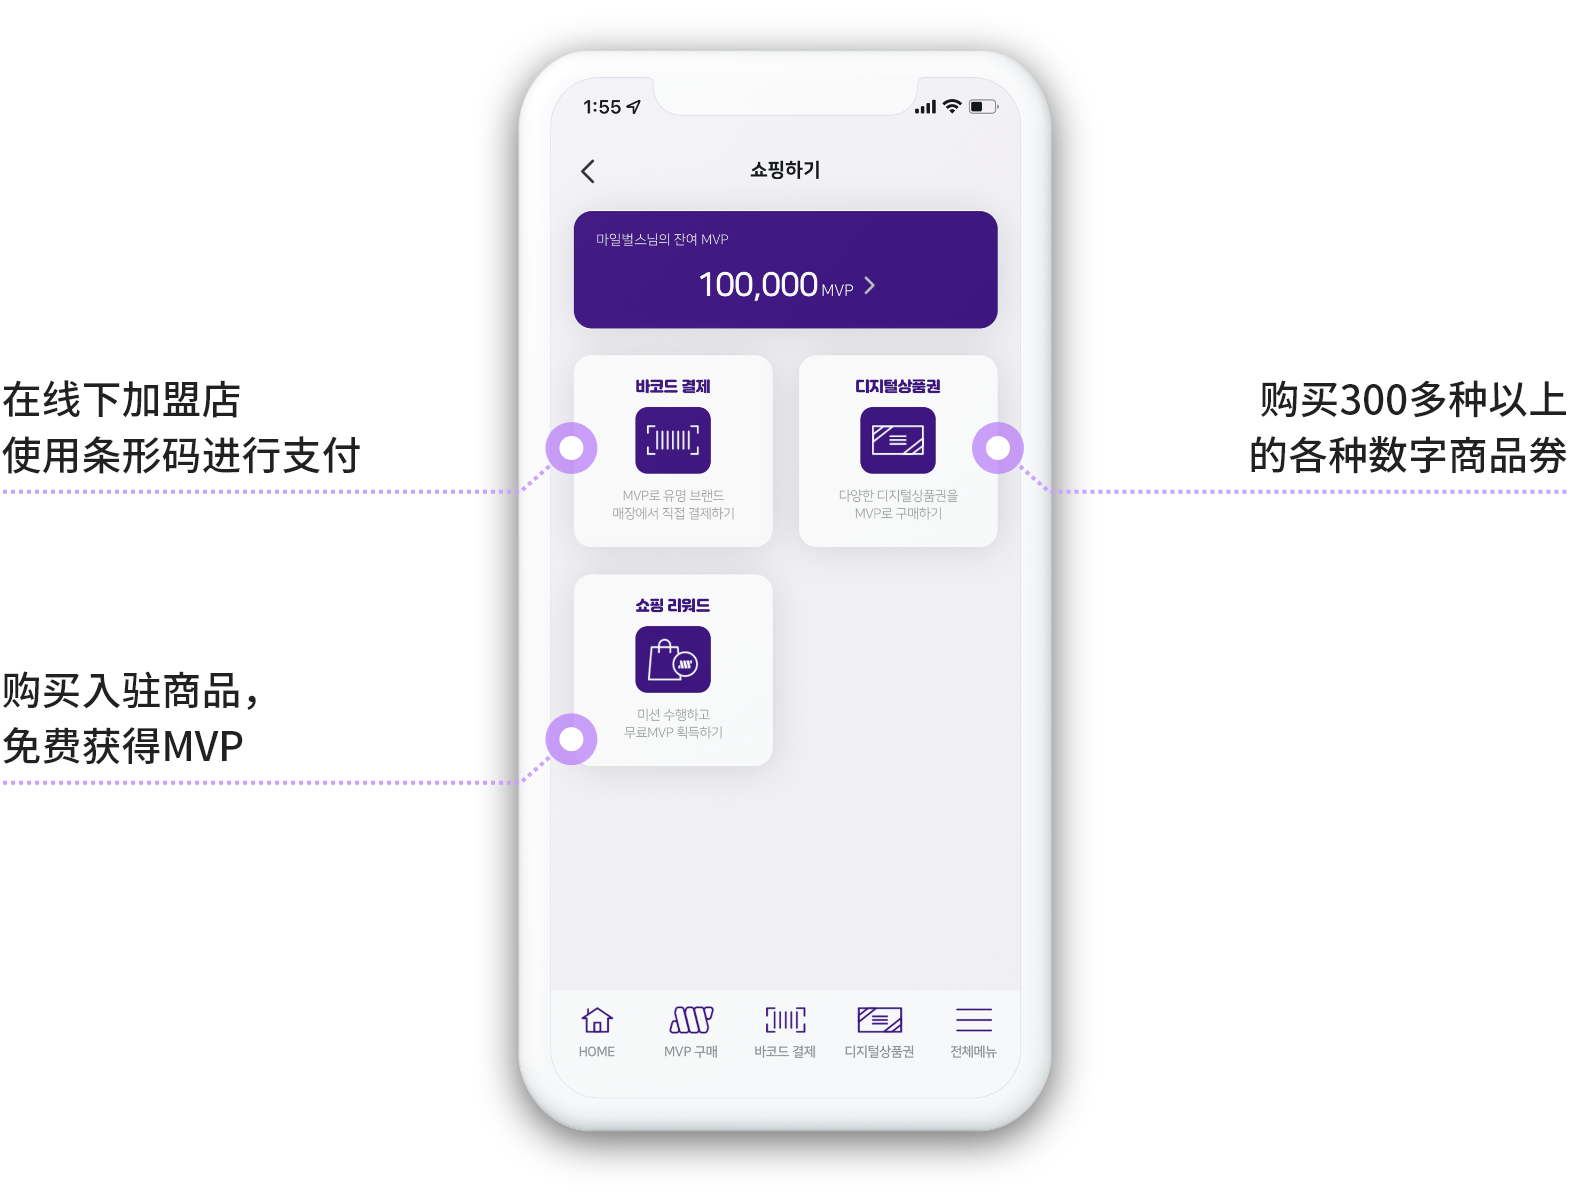 1:55
쇼핑하기
마일벌스님의 잔여 MVP
100,000 MVP
바코드 결제
MVP로 유명 브랜드
매장에서 직접 결제하기
디지털상품권
다양한 디지털상품권을
MVP로 구매하기
쇼핑 리워드
미션 수행하고
무료MVP 획득하기
HOME
MVP 구매
바코드 결제
디지털상품권
전체메뉴
在线下加盟店
使用条形码进行支付
购买300多种以上
的各种数字商品券
购买入驻商品，
免费获得MVP